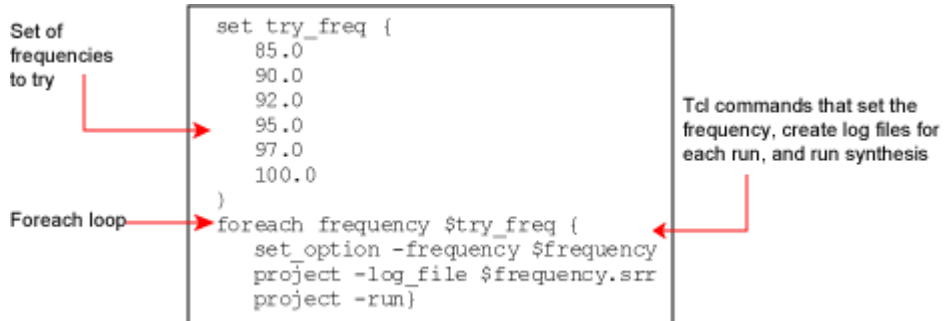 Set of
frequencies
to try
set try_freq {
85.0
90.0
92.0
95.0
97.0
100.0
}
Foreach loop
foreach frequency $try_freq {
set_option -frequency $frequency
project -log_file $frequency.srr
project -run}
Tcl commands that set the
frequency, create log files for
each run, and run synthesis